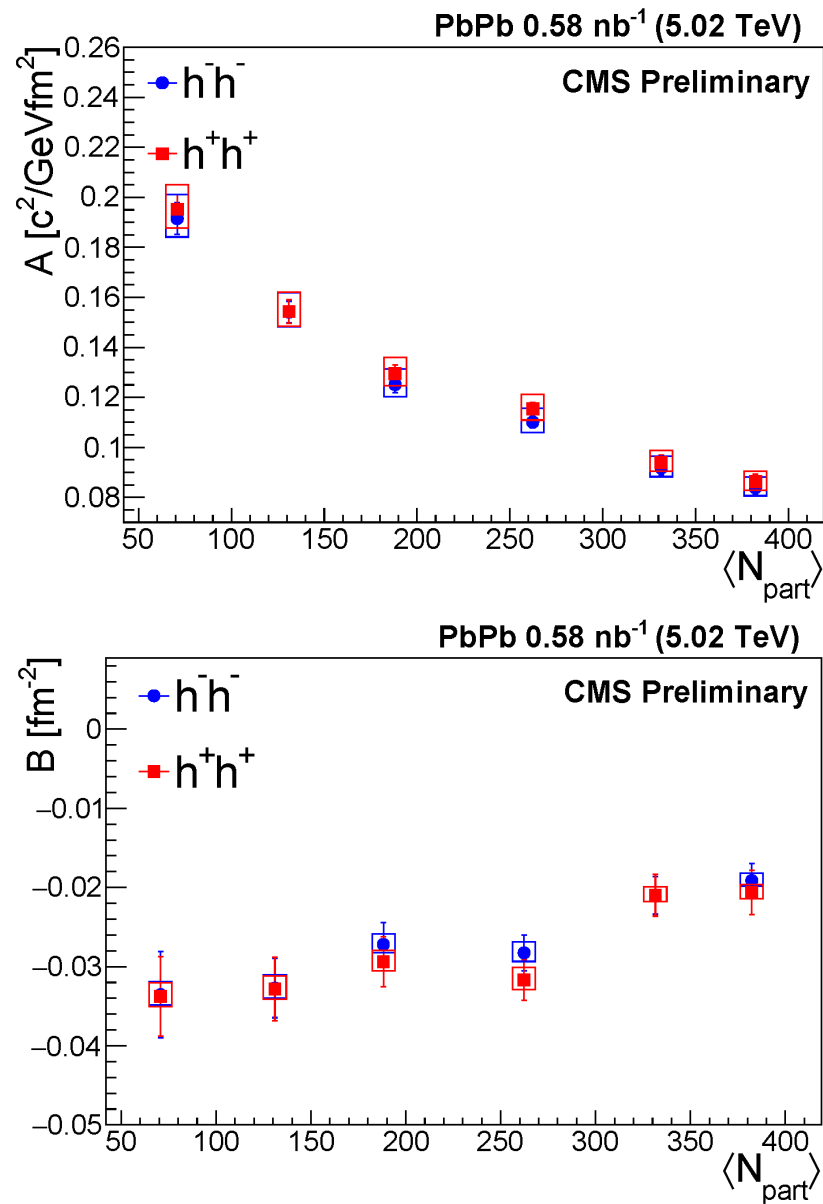 PbPb 0.58 nb⁻¹ (5.02 TeV)
CMS Preliminary
h⁻h⁻
h⁺h⁺
A [c²/GeVfm²]
0.26
0.24
0.22
0.2
0.18
0.16
0.14
0.12
0.1
0.08
50 100 150 200 250 300 350 400
⟨N_part⟩
PbPb 0.58 nb⁻¹ (5.02 TeV)
CMS Preliminary
h⁻h⁻
h⁺h⁺
B [fm⁻²]
0
−0.01
−0.02
−0.03
−0.04
−0.05
50 100 150 200 250 300 350 400
⟨N_part⟩